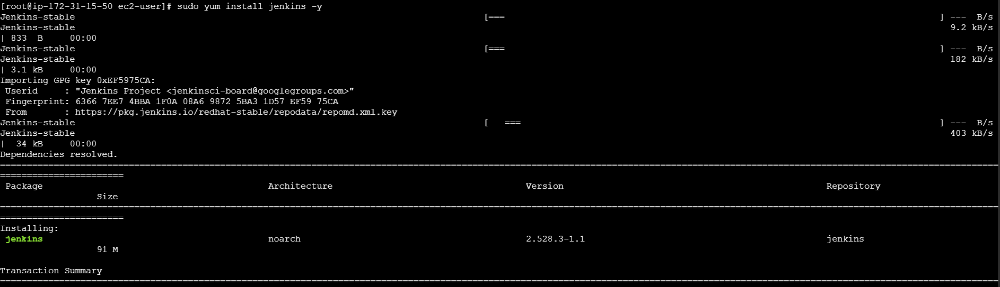 [root@ip-172-31-15-50 ec2-user]# sudo yum install jenkins -y
Jenkins-stable [=== ] --- B/s
Jenkins-stable 9.2 kB/s
| 833 B 00:00
Jenkins-stable [=== ] --- B/s
Jenkins-stable 182 kB/s
| 3.1 kB 00:00
Importing GPG key 0xEF5975CA:
Userid : "Jenkins Project <jenkinsci-board@googlegroups.com>"
Fingerprint: 6366 7EE7 4BBA 1F0A 08A6 9872 5BA3 1D57 EF59 75CA
From : https://pkg.jenkins.io/redhat-stable/repodata/repomd.xml.key
Jenkins-stable [ === ] --- B/s
Jenkins-stable 403 kB/s
| 34 kB 00:00
Dependencies resolved.
Package Architecture Version Repository
Size
Installing:
jenkins noarch 2.528.3-1.1 jenkins
91 M
Transaction Summary